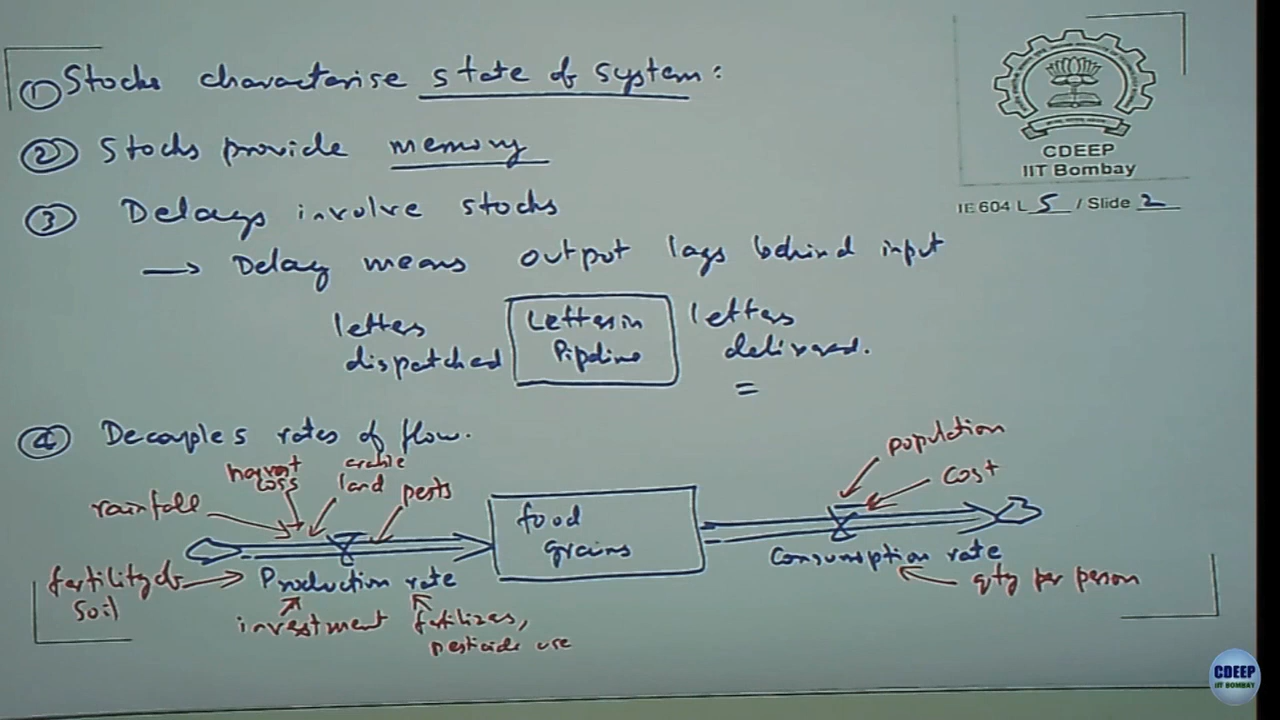 ① Stocks characterise state of system:
② Stocks provide memory
③ Delays involve stocks
→ Delay means output lags behind input
letters dispatched
Letters in Pipeline
letters delivered.
④ Decouples rates of flow.
rainfall
harvest loss
arable land
pests
fertility of soil
Production rate
investment
fertilizers, pesticide use
food grains
population
cost
Consumption rate
qty per person
CDEEP
IIT Bombay
IE 604 L 5 / Slide 2
CDEEP
IIT BOMBAY